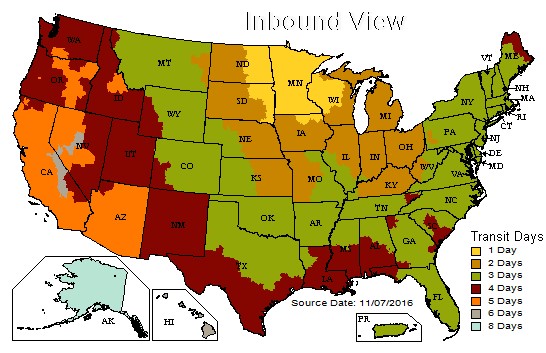 Inbound View
WA
MT
ND
MN
ME
VT
OR
ID
SD
WI
NH
MA
WY
MI
NY
RI
CT
IA
PA
NJ
NE
OH
DE
NV
UT
CO
IL
IN
WV
MD
CA
KS
MO
KY
VA
NC
TN
AZ
NM
OK
AR
GA
TX
MS
AL
LA
FL
AK
HI
PR
Source Date: 11/07/2016
Transit Days
1 Day
2 Days
3 Days
4 Days
5 Days
6 Days
8 Days